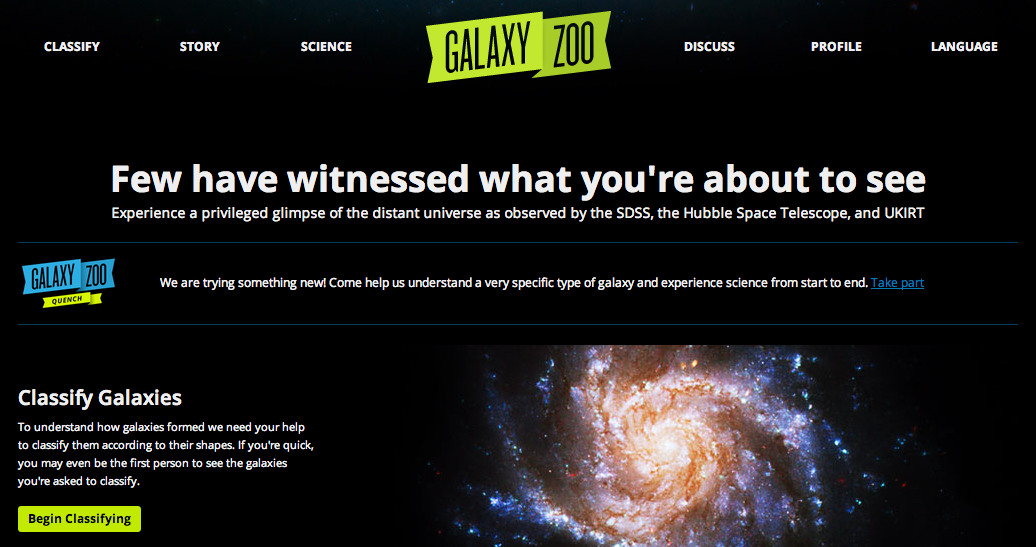 CLASSIFY STORY SCIENCE GALAXY ZOO DISCUSS PROFILE LANGUAGE
Few have witnessed what you're about to see
Experience a privileged glimpse of the distant universe as observed by the SDSS, the Hubble Space Telescope, and UKIRT
GALAXY ZOO
QUENCH
We are trying something new! Come help us understand a very specific type of galaxy and experience science from start to end. Take part
Classify Galaxies
To understand how galaxies formed we need your help
to classify them according to their shapes. If you're quick,
you may even be the first person to see the galaxies
you're asked to classify.
Begin Classifying